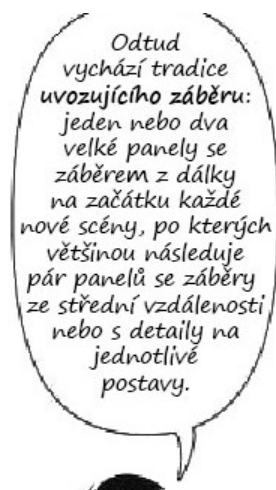 Odtud
vychází tradice
uvozujícího záběru:
jeden nebo dva
velké panely se
záběrem z dálky
na začátku každé
nové scény, po kterých
většinou následuje
pár panelů se záběry
ze střední vzdálenosti
nebo s detaily na
jednotlivé
postavy.